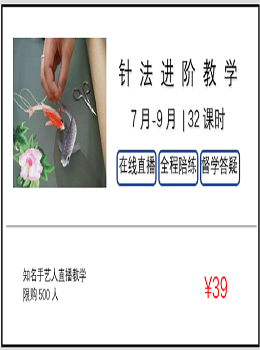 针法进阶教学
7月-9月 | 32课时
在线直播 全程陪练 督学答疑
知名手艺人直播教学
限购500人
¥39